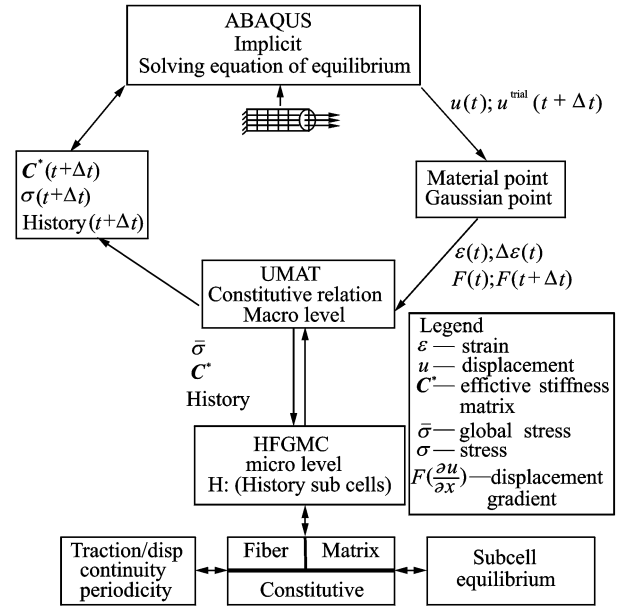 ABAQUS
Implicit
Solving equation of equilibrium
u(t); u^trial (t + Δt)
C*(t+Δt)
σ(t+Δt)
History(t+Δt)
Material point
Gaussian point
ε(t);Δε(t)
F(t);F(t+Δt)
UMAT
Constitutive relation
Macro level
σ̄
C*
History
Legend
ε — strain
u — displacement
C*— effictive stiffness
matrix
σ̄ — global stress
σ — stress
F(∂u/∂x)—displacement
gradient
HFGMC
micro level
H: (History sub cells)
Traction/disp
continuity
periodicity
Fiber Matrix
Constitutive
Subcell
equilibrium